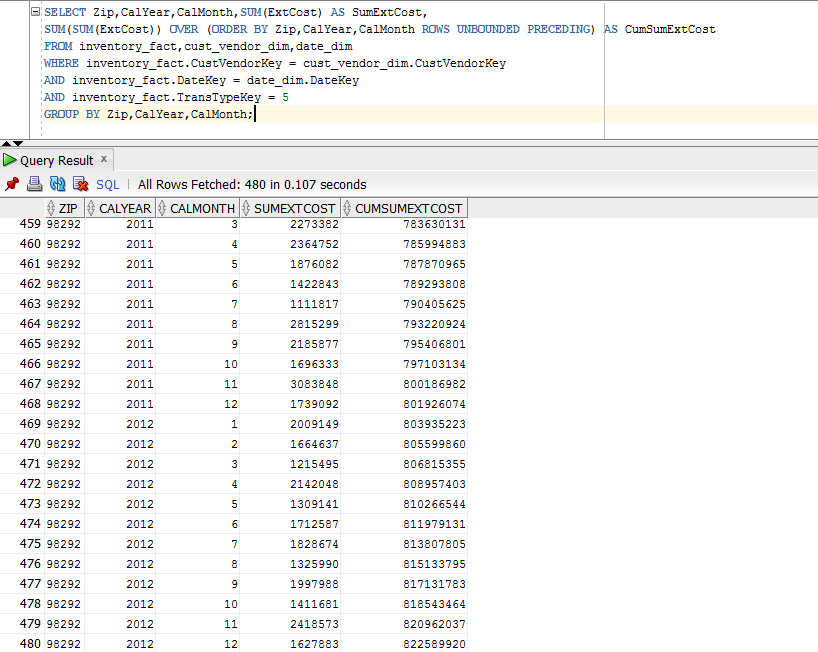 SELECT Zip,CalYear,CalMonth,SUM(ExtCost) AS SumExtCost,
SUM(SUM(ExtCost)) OVER (ORDER BY Zip,CalYear,CalMonth ROWS UNBOUNDED PRECEDING) AS CumSumExtCost
FROM inventory_fact,cust_vendor_dim,date_dim
WHERE inventory_fact.CustVendorKey = cust_vendor_dim.CustVendorKey
AND inventory_fact.DateKey = date_dim.DateKey
AND inventory_fact.TransTypeKey = 5
GROUP BY Zip,CalYear,CalMonth;
Query Result x
SQL | All Rows Fetched: 480 in 0.107 seconds
ZIP CALYEAR CALMONTH SUMEXTCOST CUMSUMEXTCOST
459 98292 2011 3 2273382 783630131
460 98292 2011 4 2364752 785994883
461 98292 2011 5 1876082 787870965
462 98292 2011 6 1422843 789293808
463 98292 2011 7 1111817 790405625
464 98292 2011 8 2815299 793220924
465 98292 2011 9 2185877 795406801
466 98292 2011 10 1696333 797103134
467 98292 2011 11 3083848 800186982
468 98292 2011 12 1739092 801926074
469 98292 2012 1 2009149 803935223
470 98292 2012 2 1664637 805599860
471 98292 2012 3 1215495 806815355
472 98292 2012 4 2142048 808957403
473 98292 2012 5 1309141 810266544
474 98292 2012 6 1712587 811979131
475 98292 2012 7 1828674 813807805
476 98292 2012 8 1325990 815133795
477 98292 2012 9 1997988 817131783
478 98292 2012 10 1411681 818543464
479 98292 2012 11 2418573 820962037
480 98292 2012 12 1627883 822589920